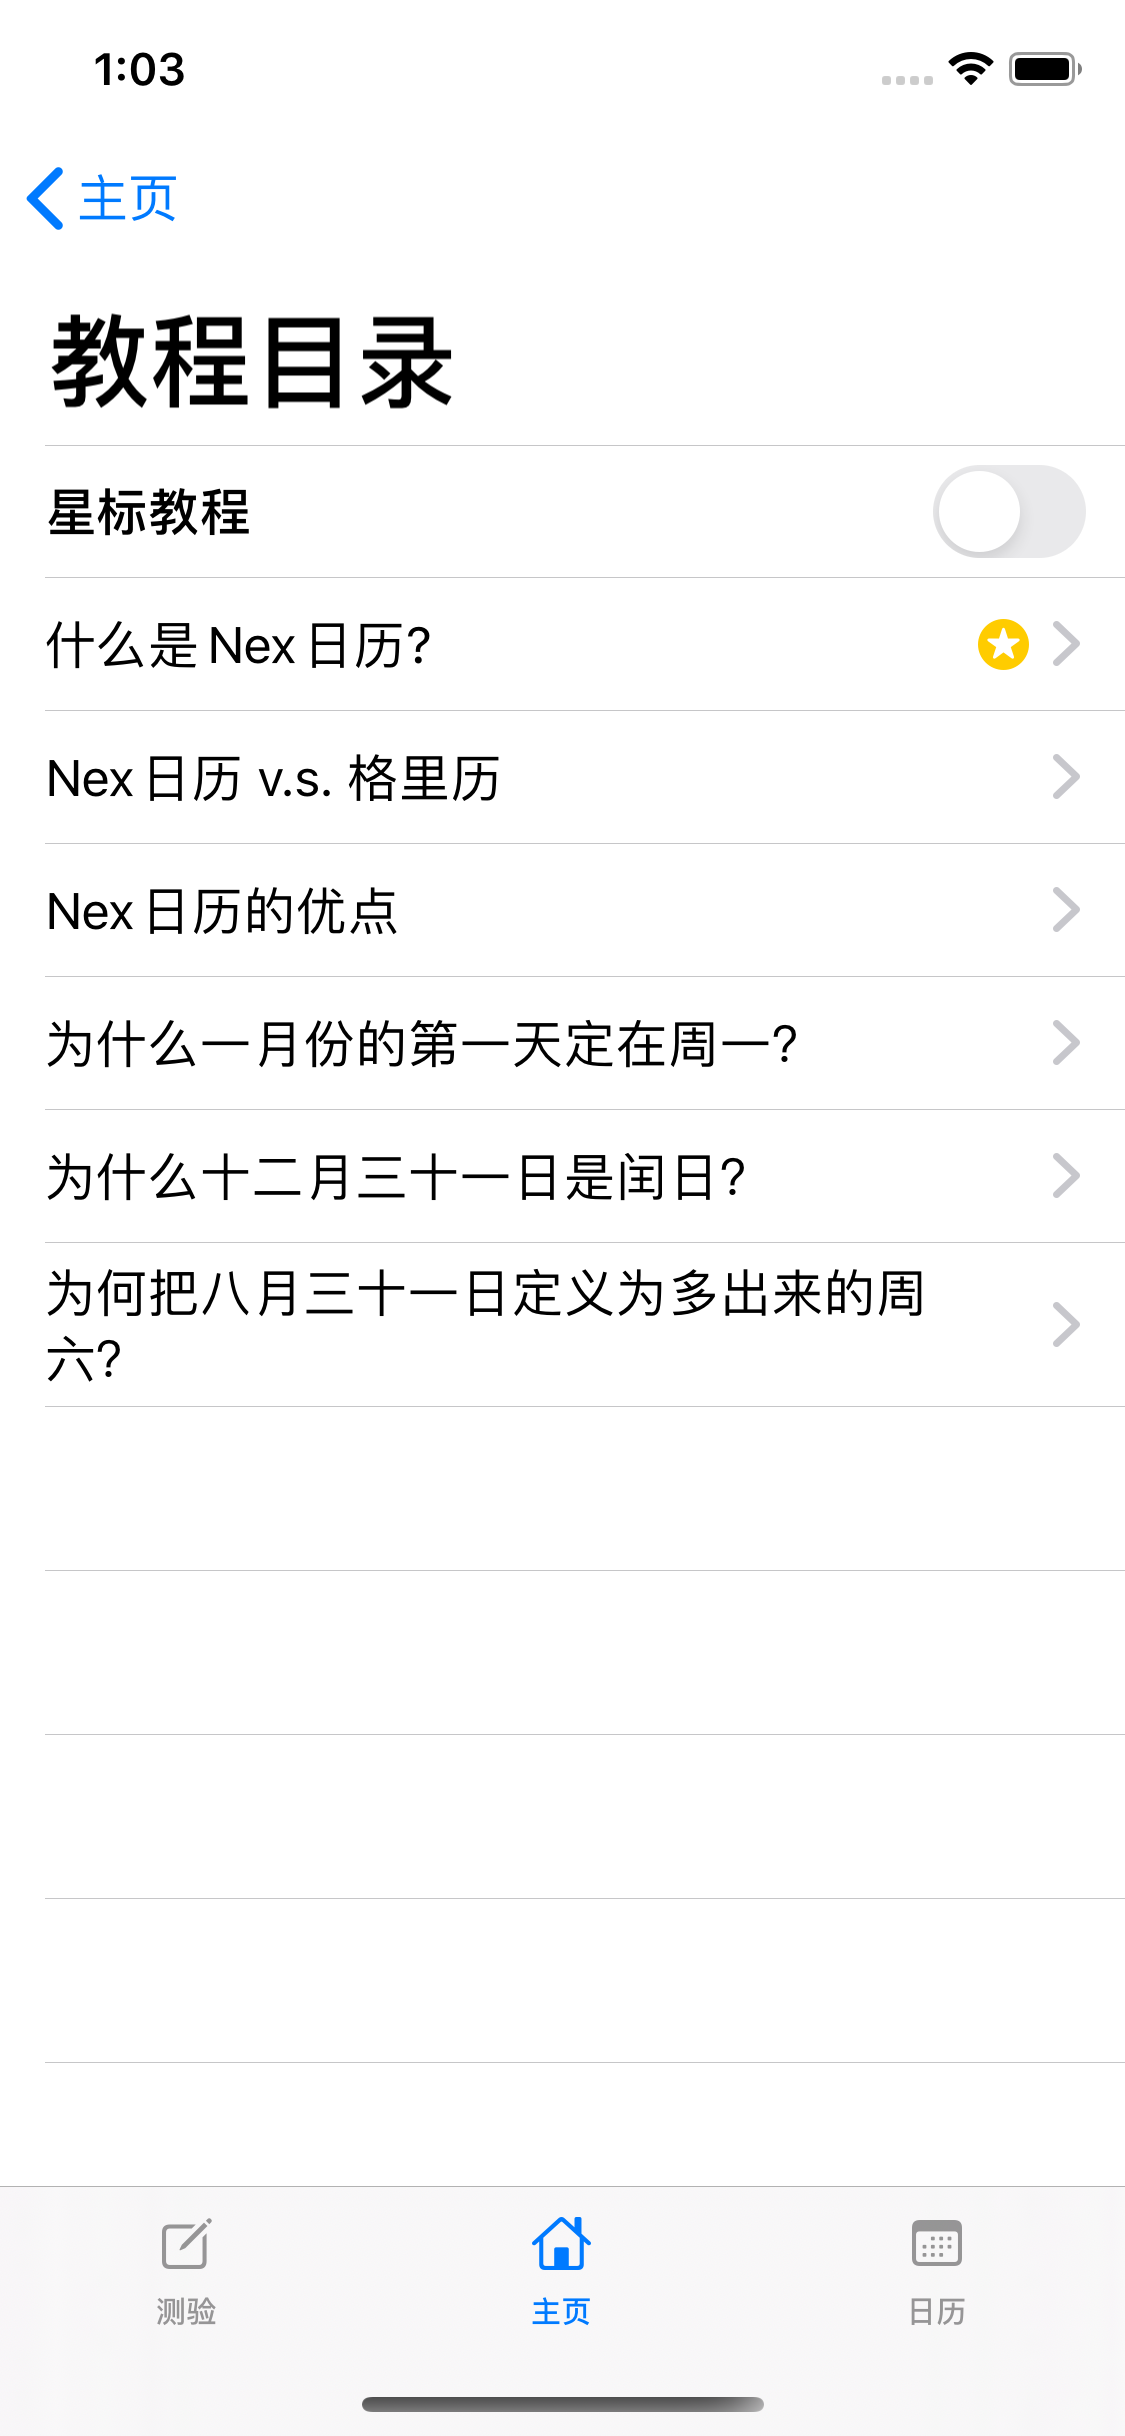 1:03
主页
教程目录
星标教程
什么是 Nex 日历?
Nex 日历 v.s. 格里历
Nex 日历的优点
为什么一月份的第一天定在周一?
为什么十二月三十一日是闰日?
为何把八月三十一日定义为多出来的周
六?
测验
主页
日历